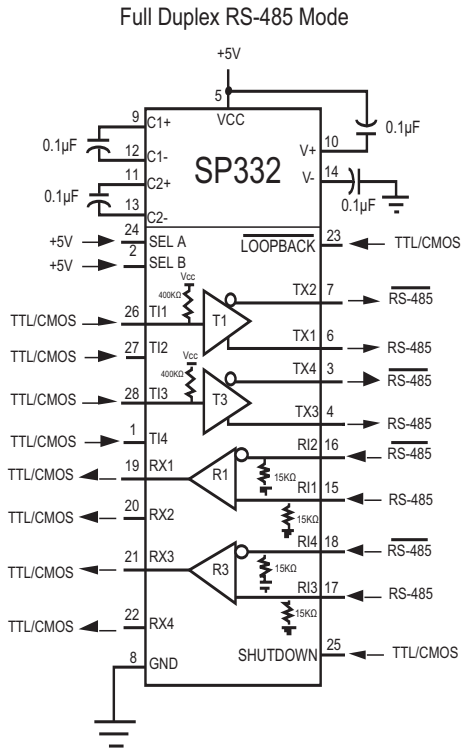 Full Duplex RS-485 Mode
+5V
5
VCC
9 C1+
0.1µF
12 C1-
11 C2+
0.1µF
13 C2-
SP332
0.1µF
10 V+
14 V-
0.1µF
+5V 24 SEL A
+5V 2 SEL B
LOOPBACK 23 TTL/CMOS
Vcc
400KΩ
TTL/CMOS 26 TI1
T1
TX2 7 RS-485
TX1 6 RS-485
TTL/CMOS 27 TI2
Vcc
400KΩ
TTL/CMOS 28 TI3
T3
TX4 3 RS-485
TX3 4 RS-485
TTL/CMOS 1 TI4
TTL/CMOS 19 RX1
R1
RI2 16 RS-485
15KΩ
RI1 15 RS-485
15KΩ
TTL/CMOS 20 RX2
TTL/CMOS 21 RX3
R3
RI4 18 RS-485
15KΩ
RI3 17 RS-485
15KΩ
TTL/CMOS 22 RX4
8 GND
SHUTDOWN 25 TTL/CMOS